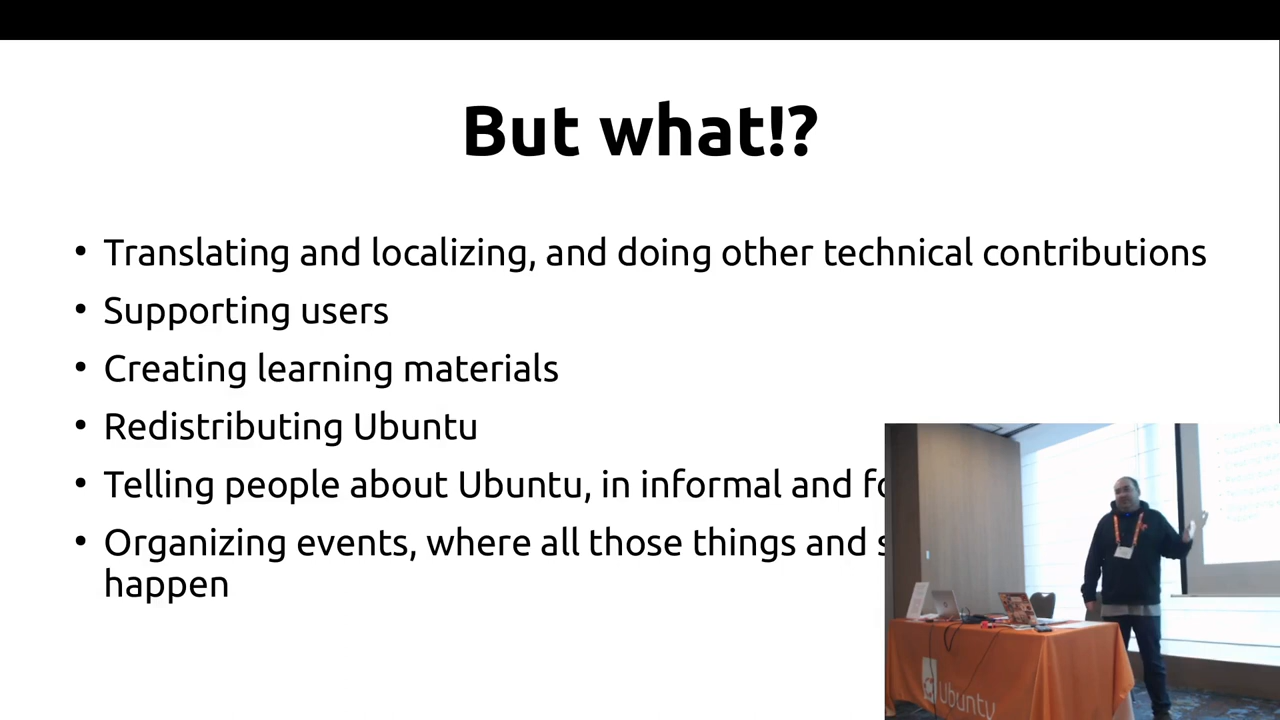 But what!?
• Translating and localizing, and doing other technical contributions
• Supporting users
• Creating learning materials
• Redistributing Ubuntu
• Telling people about Ubuntu, in informal and
• Organizing events, where all those things and
happen
Ubuntu